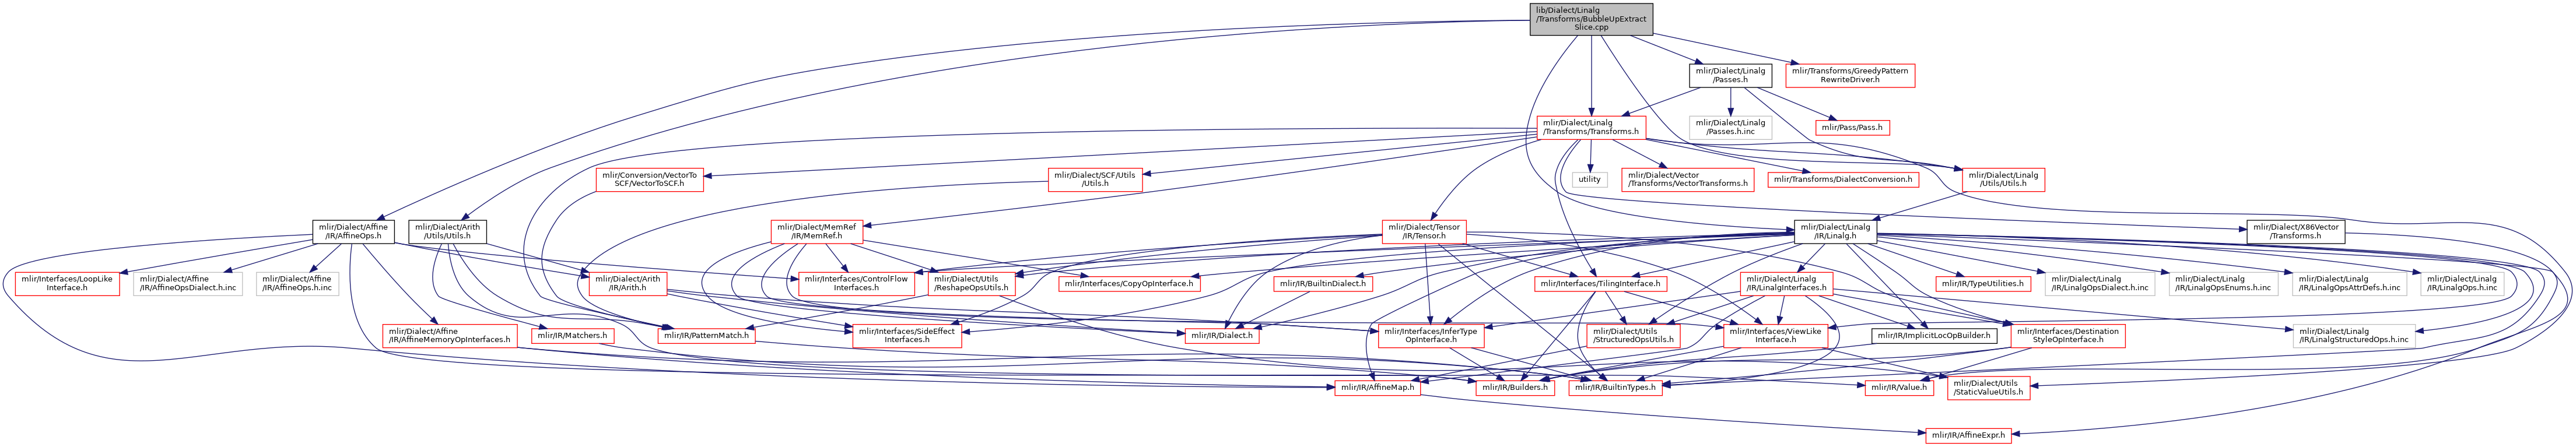 lib/Dialect/Linalg
/Transforms/BubbleUpExtract
Slice.cpp
mlir/Dialect/Linalg
/Passes.h
mlir/Transforms/GreedyPattern
RewriteDriver.h
mlir/Dialect/Linalg
/Transforms/Transforms.h
mlir/Dialect/Linalg
/Passes.h.inc
mlir/Pass/Pass.h
mlir/Conversion/VectorTo
SCF/VectorToSCF.h
mlir/Dialect/SCF/Utils
/Utils.h
utility
mlir/Dialect/Vector
/Transforms/VectorTransforms.h
mlir/Transforms/DialectConversion.h
mlir/Dialect/Linalg
/Utils/Utils.h
mlir/Dialect/Affine
/IR/AffineOps.h
mlir/Dialect/Arith
/Utils/Utils.h
mlir/Dialect/MemRef
/IR/MemRef.h
mlir/Dialect/Tensor
/IR/Tensor.h
mlir/Dialect/Linalg
/IR/Linalg.h
mlir/Dialect/X86Vector
/Transforms.h
mlir/Interfaces/LoopLike
Interface.h
mlir/Dialect/Affine
/IR/AffineOpsDialect.h.inc
mlir/Dialect/Affine
/IR/AffineOps.h.inc
mlir/Dialect/Arith
/IR/Arith.h
mlir/Interfaces/ControlFlow
Interfaces.h
mlir/Dialect/Utils
/ReshapeOpsUtils.h
mlir/Interfaces/CopyOpInterface.h
mlir/IR/BuiltinDialect.h
mlir/Interfaces/TilingInterface.h
mlir/Dialect/Linalg
/IR/LinalgInterfaces.h
mlir/IR/TypeUtilities.h
mlir/Dialect/Linalg
/IR/LinalgOpsDialect.h.inc
mlir/Dialect/Linalg
/IR/LinalgOpsEnums.h.inc
mlir/Dialect/Linalg
/IR/LinalgOpsAttrDefs.h.inc
mlir/Dialect/Linalg
/IR/LinalgOps.h.inc
mlir/Dialect/Affine
/IR/AffineMemoryOpInterfaces.h
mlir/IR/Matchers.h
mlir/IR/PatternMatch.h
mlir/Interfaces/SideEffect
Interfaces.h
mlir/IR/Dialect.h
mlir/Interfaces/InferType
OpInterface.h
mlir/Dialect/Utils
/StructuredOpsUtils.h
mlir/Interfaces/ViewLike
Interface.h
mlir/IR/ImplicitLocOpBuilder.h
mlir/Interfaces/Destination
StyleOpInterface.h
mlir/Dialect/Linalg
/IR/LinalgStructuredOps.h.inc
mlir/IR/AffineMap.h
mlir/IR/Builders.h
mlir/IR/BuiltinTypes.h
mlir/IR/Value.h
mlir/Dialect/Utils
/StaticValueUtils.h
mlir/IR/AffineExpr.h